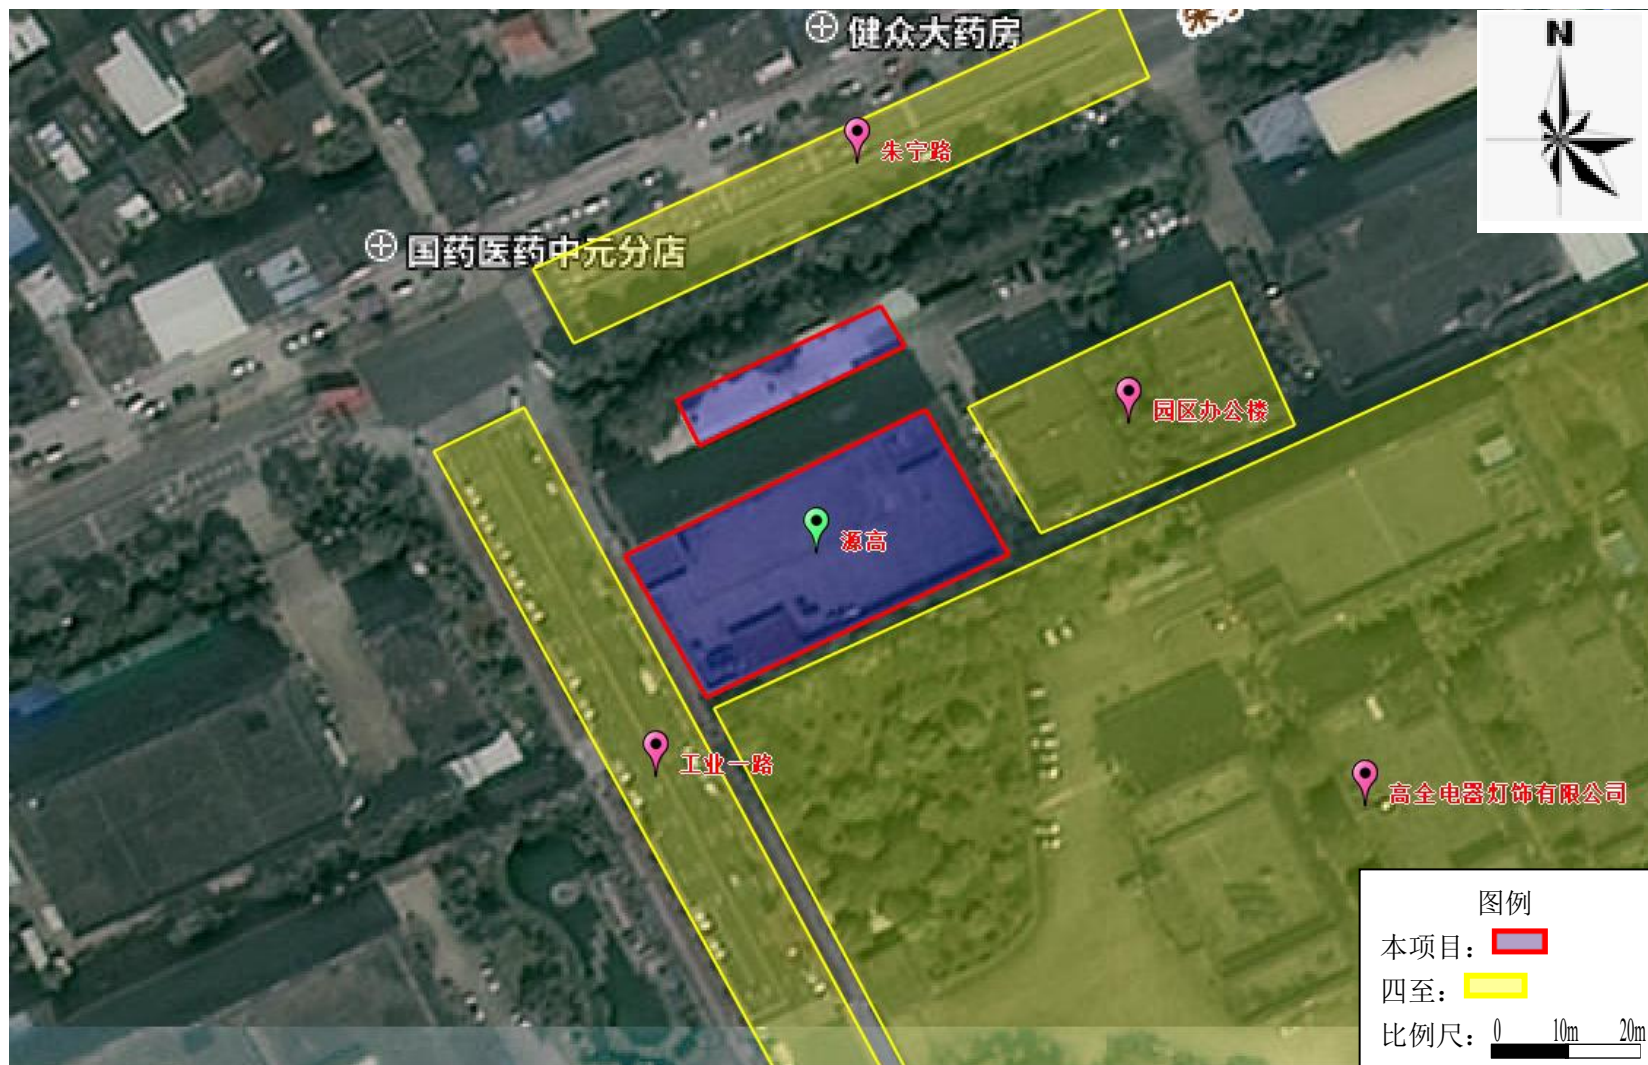 健众大药房
N
朱宁路
国药医药中元分店
园区办公楼
源高
工业一路
高全电器灯饰有限公司
图例
本项目：
四至：
比例尺： 0 10m 20m